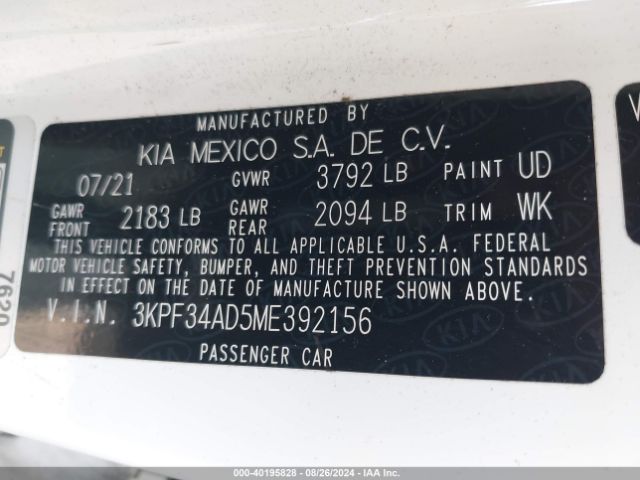 MANUFACTURED BY
KIA MEXICO S.A. DE C.V.
07/21 GVWR 3792 LB PAINT UD
GAWR FRONT 2183 LB GAWR REAR 2094 LB TRIM WK
THIS VEHICLE CONFORMS TO ALL APPLICABLE U.S.A. FEDERAL
MOTOR VEHICLE SAFETY, BUMPER, AND THEFT PREVENTION STANDARDS
IN EFFECT ON THE DATE OF MANUFACTURE SHOWN ABOVE.
V.I.N. 3KPF34AD5ME392156
PASSENGER CAR
7620
000-40195828 - 08/26/2024 - IAA Inc.